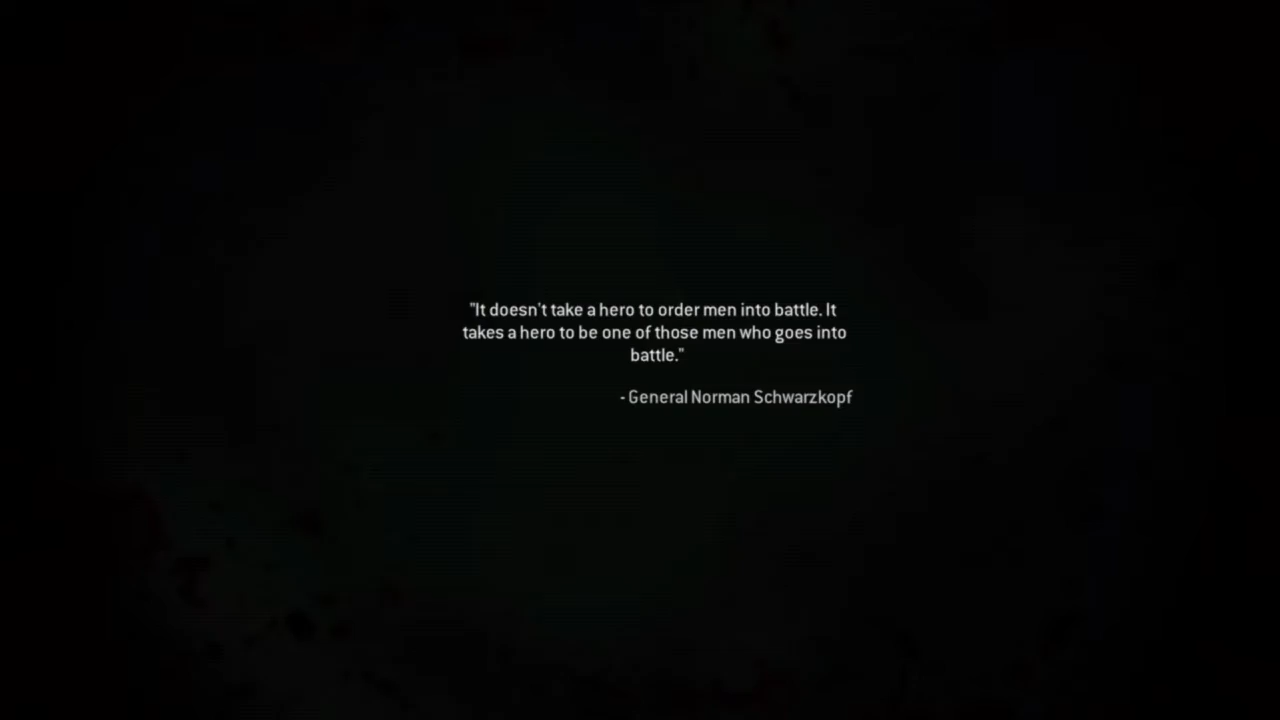 "It doesn't take a hero to order men into battle. It
takes a hero to be one of those men who goes into
battle."
- General Norman Schwarzkopf